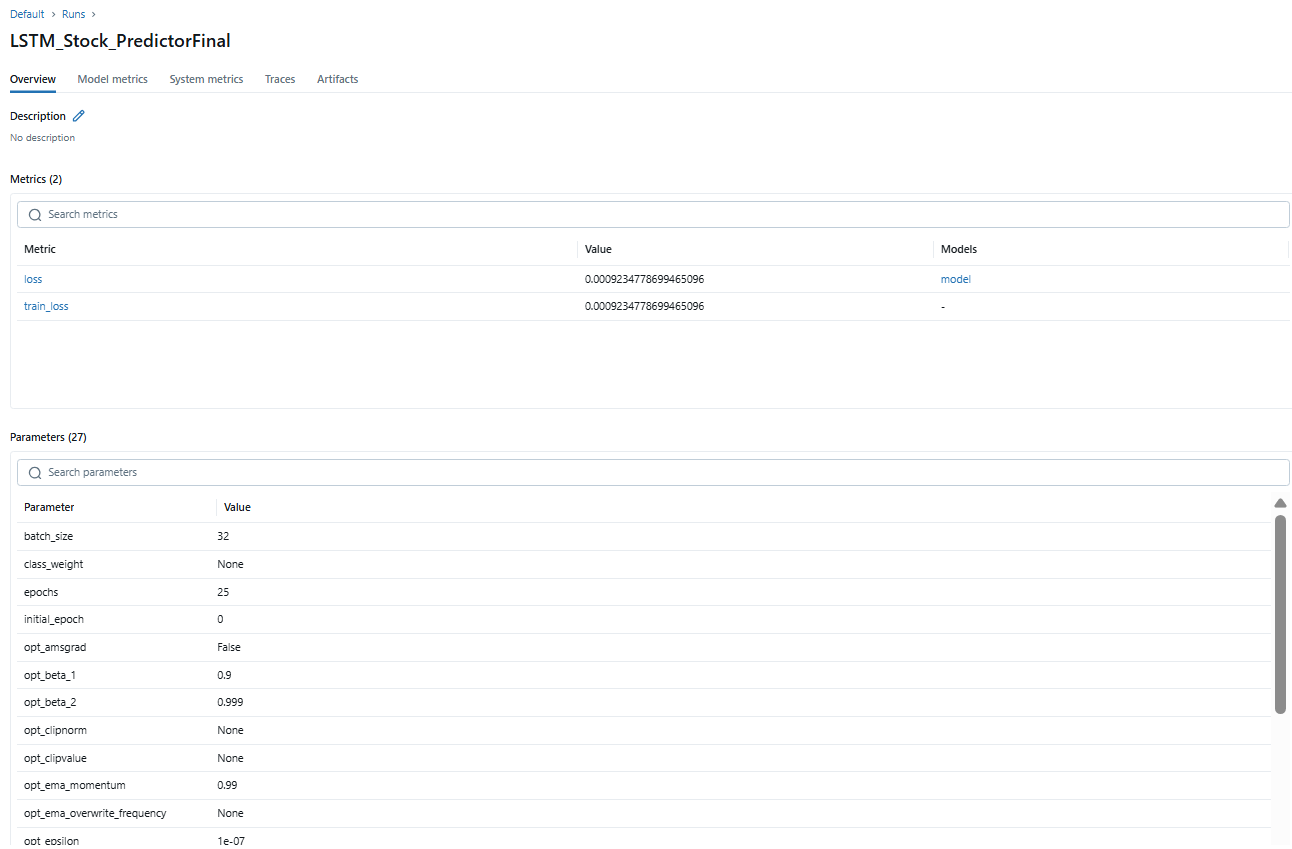 Default > Runs >
LSTM_Stock_PredictorFinal
Overview Model metrics System metrics Traces Artifacts
Description
No description
Metrics (2)
Search metrics
Metric Value Models
loss 0.0009234778699465096 model
train_loss 0.0009234778699465096 -
Parameters (27)
Search parameters
Parameter Value
batch_size 32
class_weight None
epochs 25
initial_epoch 0
opt_amsgrad False
opt_beta_1 0.9
opt_beta_2 0.999
opt_clipnorm None
opt_clipvalue None
opt_ema_momentum 0.99
opt_ema_overwrite_frequency None
opt_epsilon 1e-07